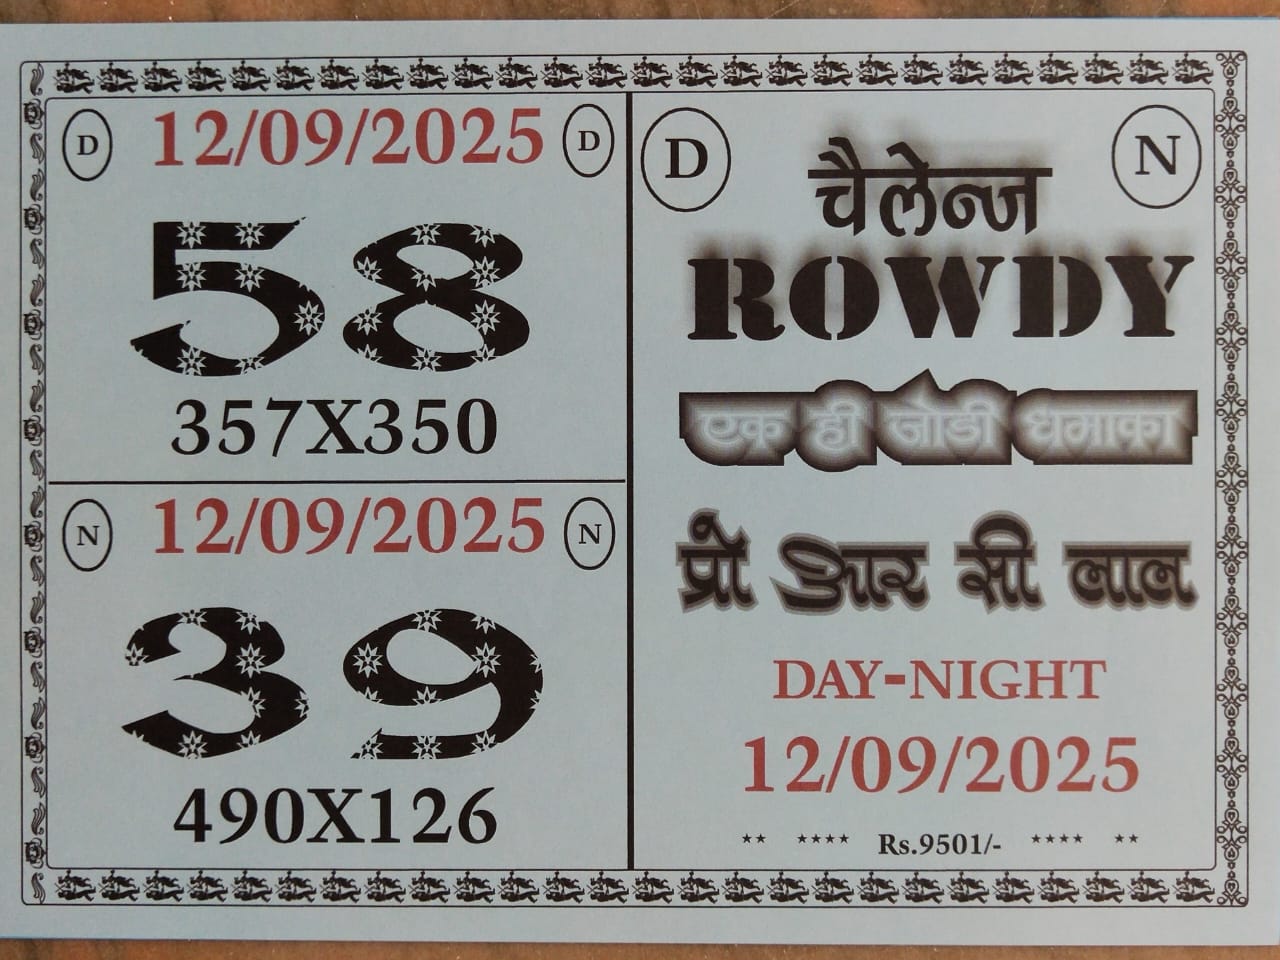 D 12/09/2025 D
58
357X350
N 12/09/2025 N
39
490X126
D N
चैलेन्ज
ROWDY
एक ही जोडी धमाका
प्रो आर सी लाल
DAY-NIGHT
12/09/2025
** **** Rs.9501/- **** **